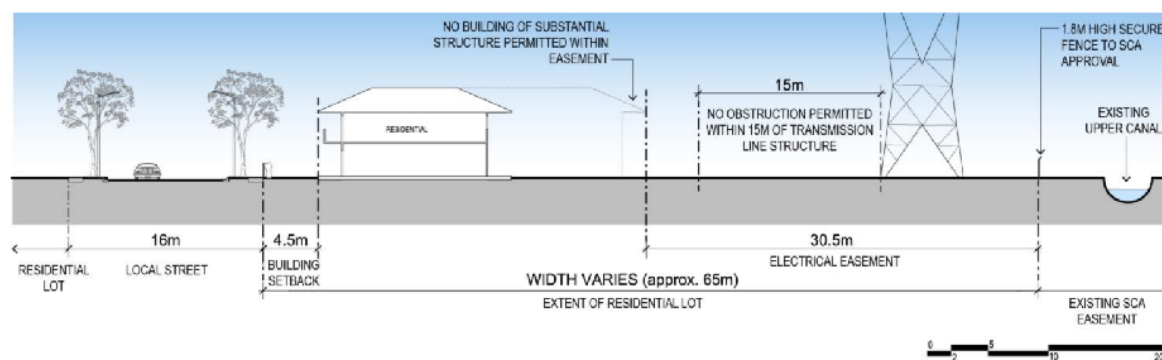 NO BUILDING OF SUBSTANTIAL
STRUCTURE PERMITTED WITHIN
EASEMENT
1.8M HIGH SECURE
FENCE TO SCA
APPROVAL
15m
NO OBSTRUCTION PERMITTED
WITHIN 15M OF TRANSMISSION
LINE STRUCTURE
EXISTING
UPPER CANAL
RESIDENTIAL
16m
4.5m
30.5m
RESIDENTIAL
LOT
LOCAL STREET
BUILDING
SETBACK
ELECTRICAL EASEMENT
WIDTH VARIES (approx. 65m)
EXTENT OF RESIDENTIAL LOT
EXISTING SCA
EASEMENT
0 2 5 10 20